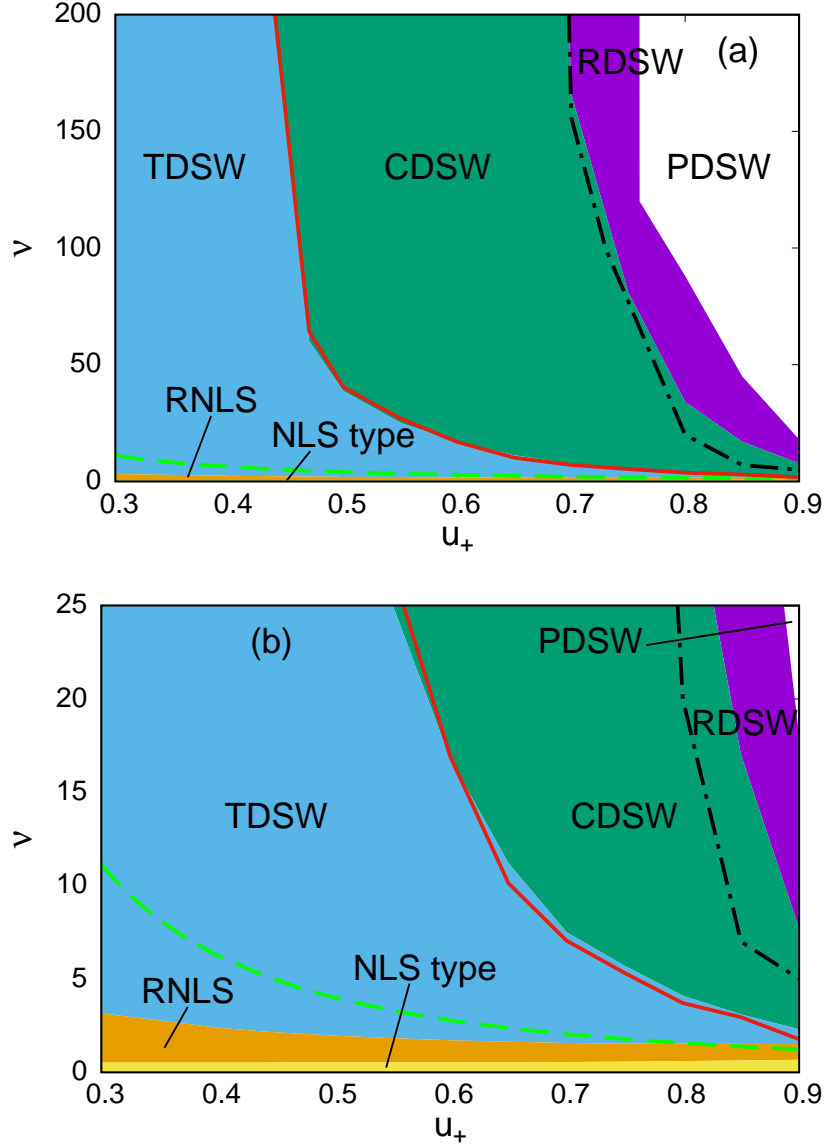 200
RDSW (a)
150
TDSW CDSW PDSW
ν
100
50
RNLS
NLS type
0
0.3 0.4 0.5 0.6 0.7 0.8 0.9
u+
25
(b) PDSW
20
RDSW
15
TDSW CDSW
ν
10
5
NLS type
RNLS
0
0.3 0.4 0.5 0.6 0.7 0.8 0.9
u+